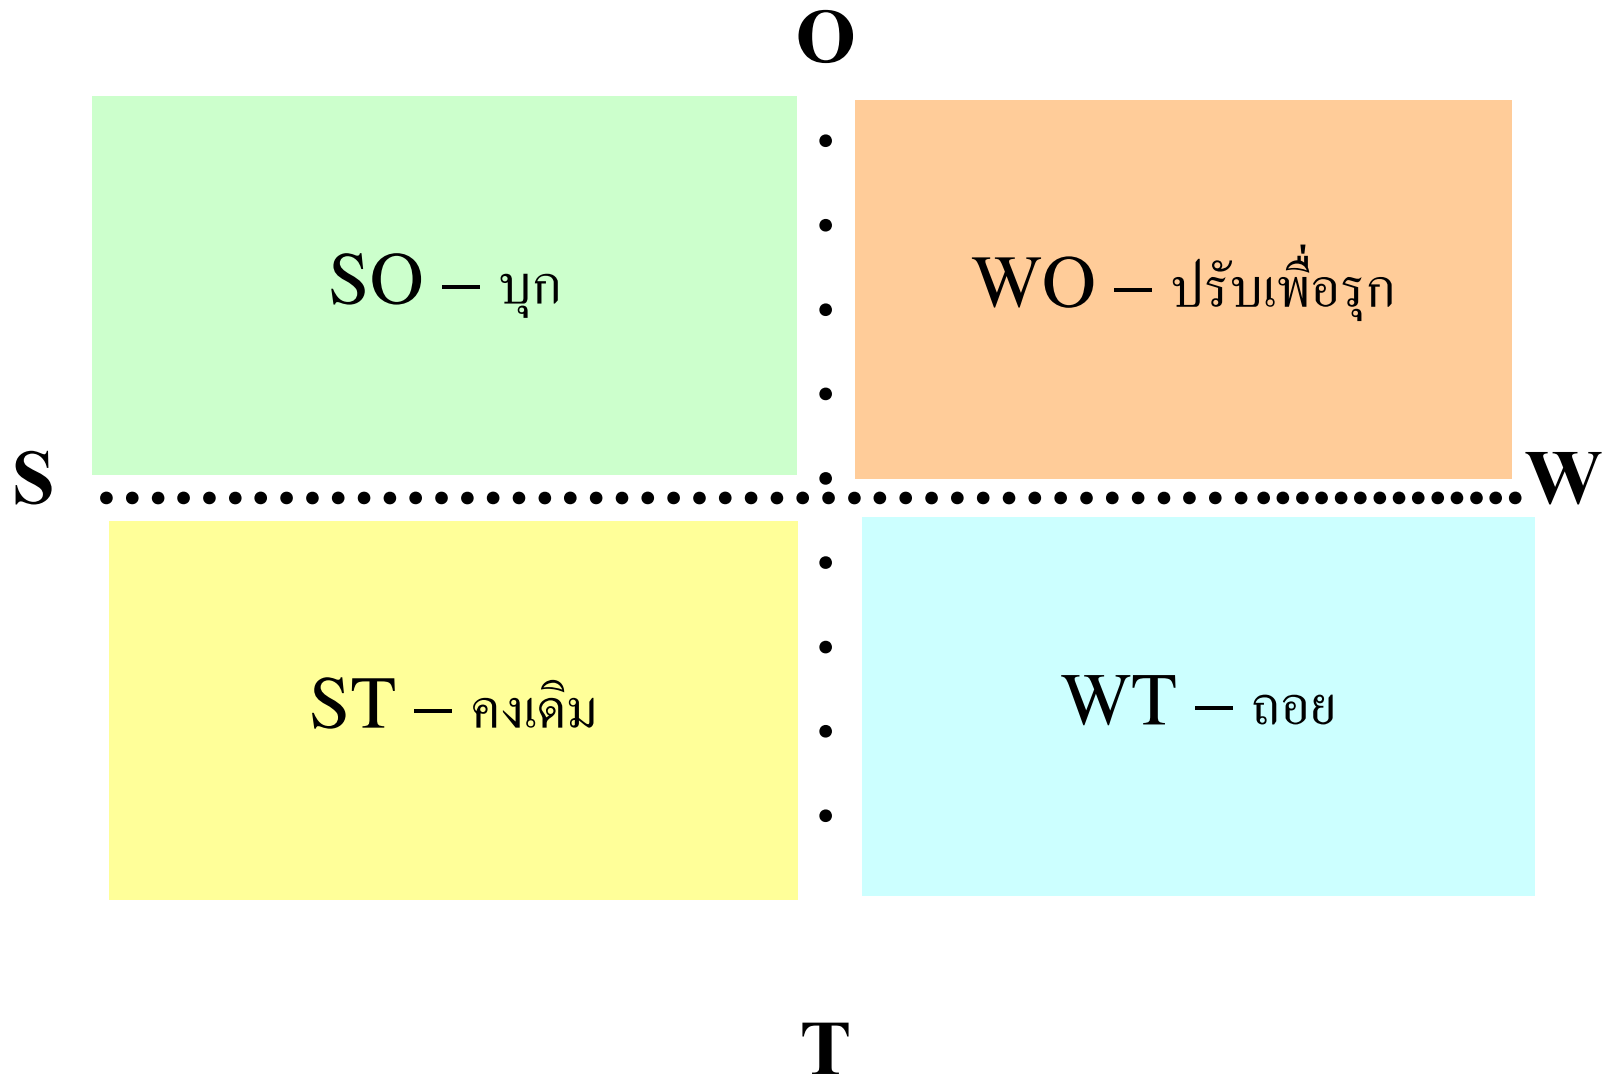 O
SO – บุก
WO – ปรับเพื่อรุก
S
W
ST – คงเดิม
WT – ถอย
T